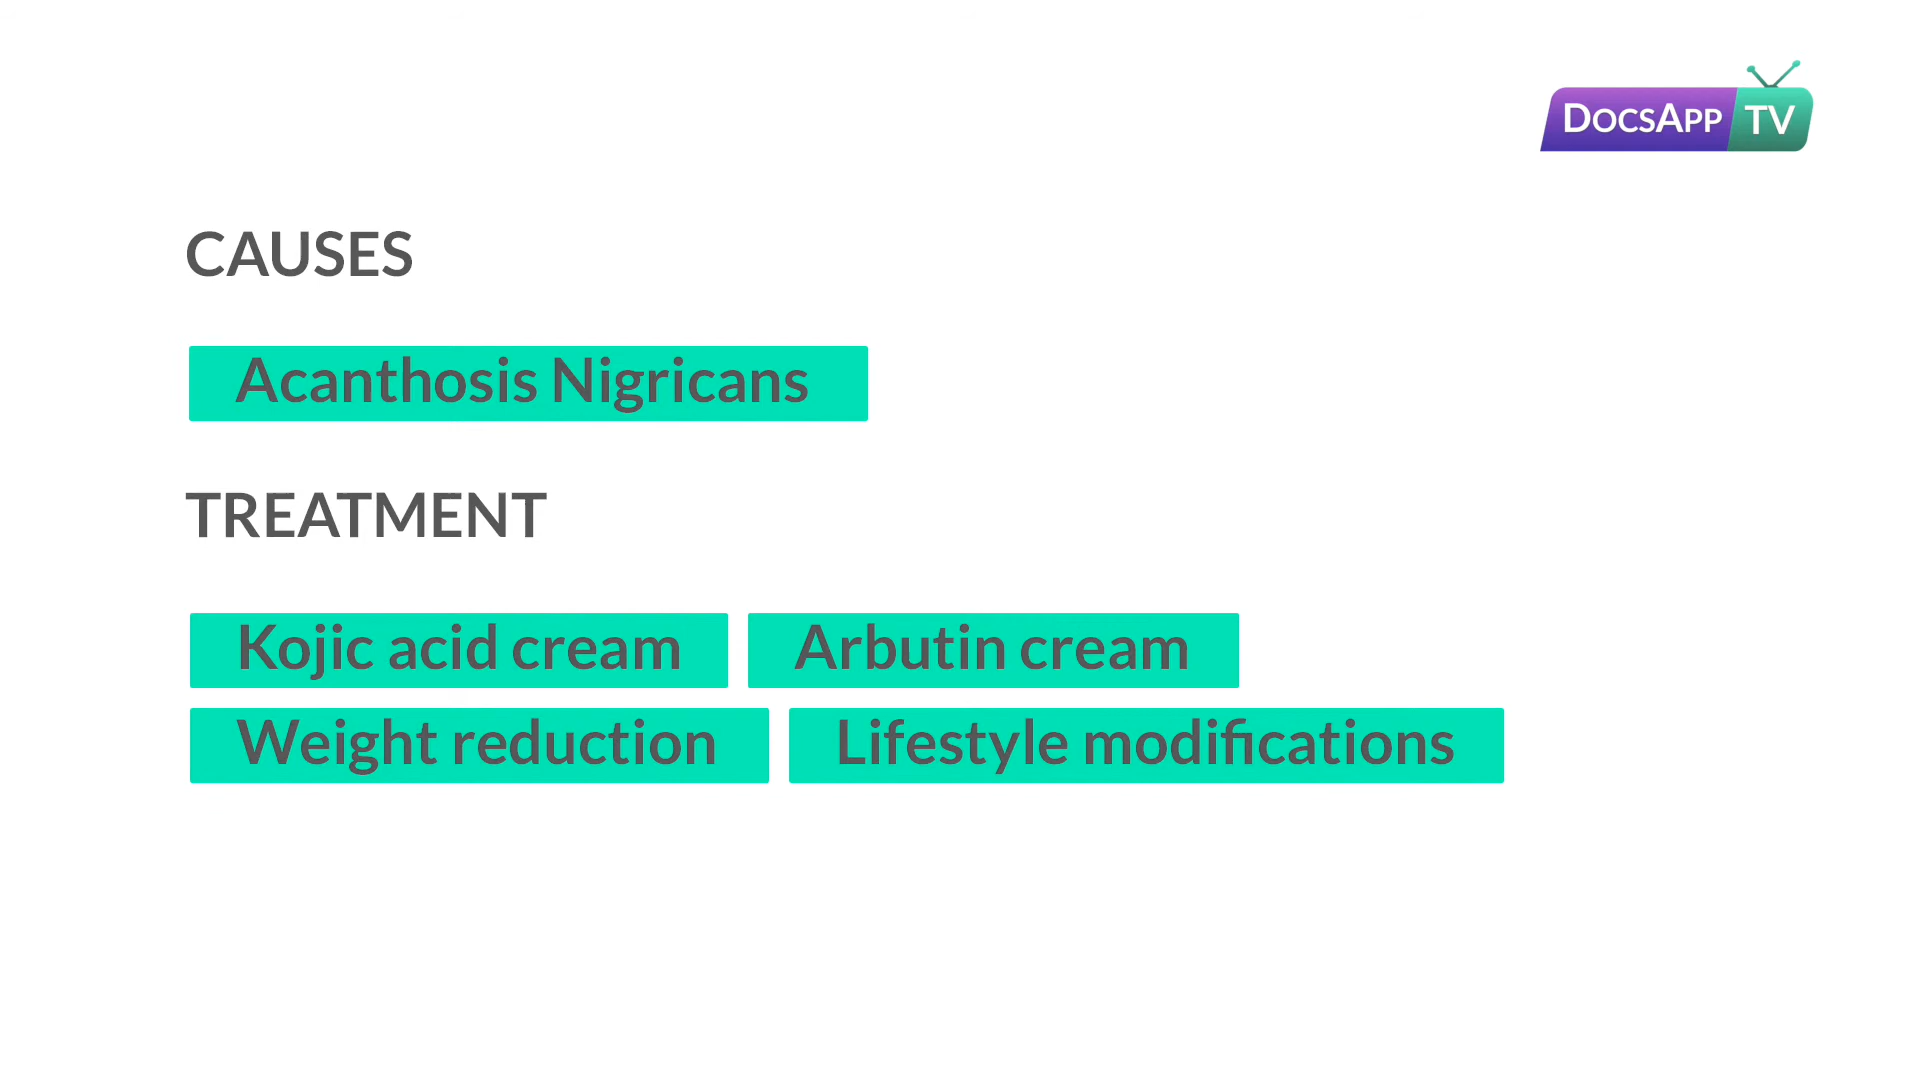 DOCSAPP TV
CAUSES
Acanthosis Nigricans
TREATMENT
Kojic acid cream Arbutin cream
Weight reduction Lifestyle modifications